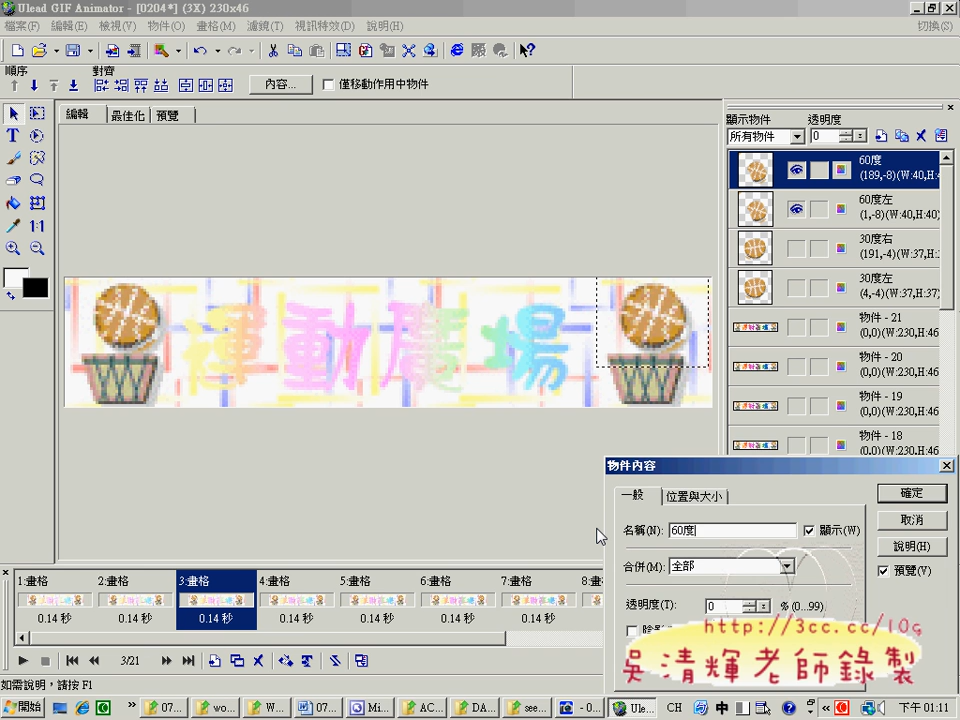 Ulead GIF Animator - [0204*] (3X) 230x46
檔案(F) 編輯(E) 檢視(V) 物件(O) 畫格(M) 濾鏡(T) 視訊特效(D) 說明(H) 切換(S)
順序 對齊
內容... 僅移動作用中物件
編輯 最佳化 預覽
顯示物件 透明度
所有物件 0
60度
(189,-8)(W:40,H:4
60度左
(1,-8)(W:40,H:40)
30度右
(191,-4)(W:37,H:
30度左
(4,-4)(W:37,H:37)
物件 - 21
(0,0)(W:230,H:46
物件 - 20
(0,0)(W:230,H:46
物件 - 19
(0,0)(W:230,H:46
物件 - 18
(0,0)(W:230,H:46
運動廣場
物件內容
一般 位置與大小
名稱(N): 60度 顯示(W)
合併(M): 全部
透明度(T): 0 % (0...99)
確定
取消
說明(H)
預覽(V)
http://3cc.cc/10g
吳清輝老師錄製
1:畫格 2:畫格 3:畫格 4:畫格 5:畫格 6:畫格 7:畫格 8:畫
0.14 秒 0.14 秒 0.14 秒 0.14 秒 0.14 秒 0.14 秒 0.14 秒
3/21
如需說明，請按 F1
開始 07... wo... W... 07... Mi... AC... DA... see... - 0... Ule... CH 中 下午 01:11